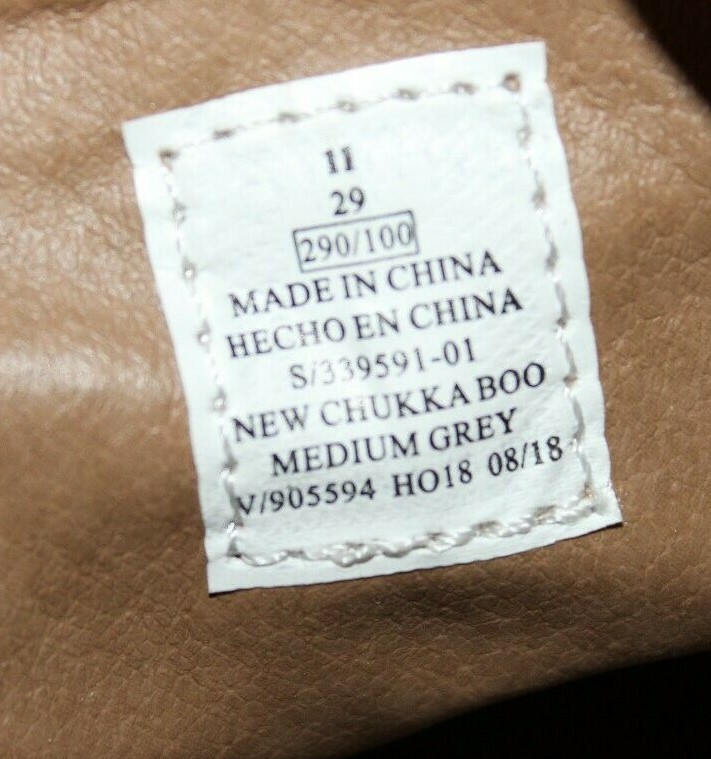 11
29
290/100
MADE IN CHINA
HECHO EN CHINA
S/339591-01
NEW CHUKKA BOO
MEDIUM GREY
V/905594 HO18 08/18